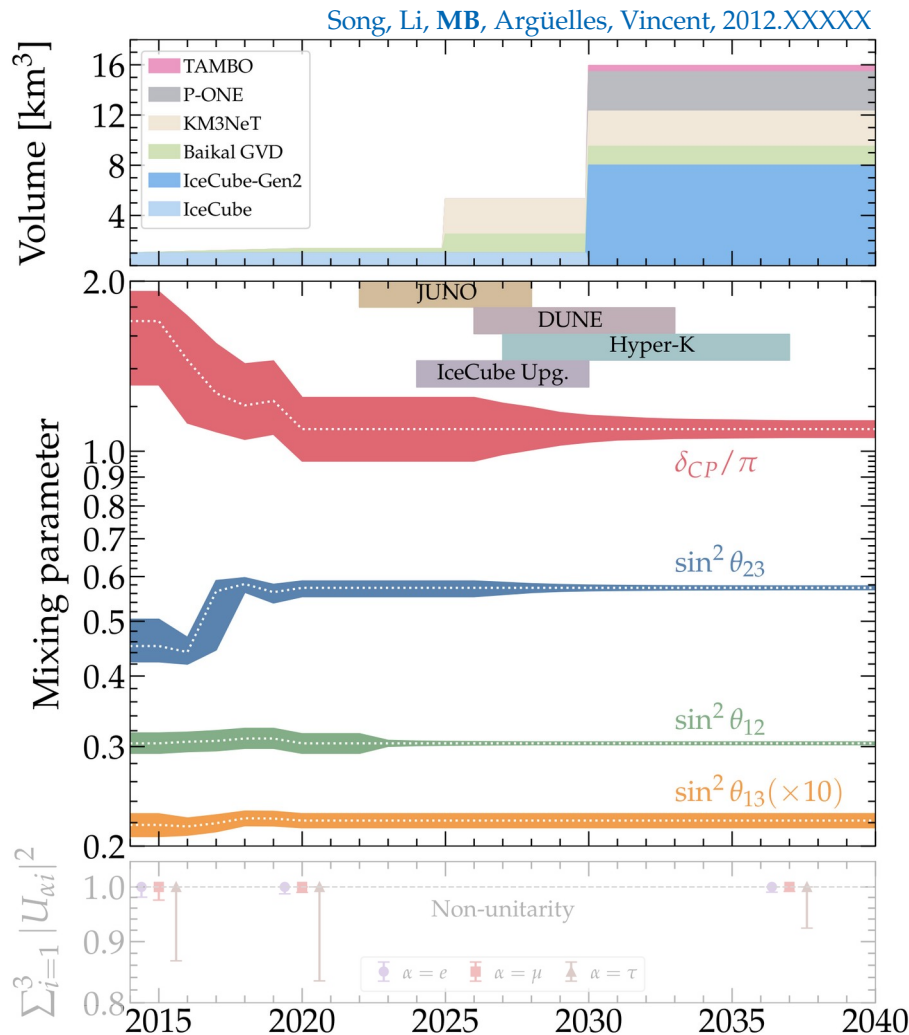 Song, Li, MB, Argüelles, Vincent, 2012.XXXXX
Volume [km³]
16
12
8
4
TAMBO
P-ONE
KM3NeT
Baikal GVD
IceCube-Gen2
IceCube
Mixing parameter
2.0
1.0
0.9
0.8
0.7
0.6
0.5
0.4
0.3
0.2
JUNO
DUNE
Hyper-K
IceCube Upg.
δ_CP/π
sin² θ₂₃
sin² θ₁₂
sin² θ₁₃(×10)
Σ³ᵢ₌₁ |U_αi|²
1.0
0.9
0.8
Non-unitarity
α = e
α = μ
α = τ
2015 2020 2025 2030 2035 2040